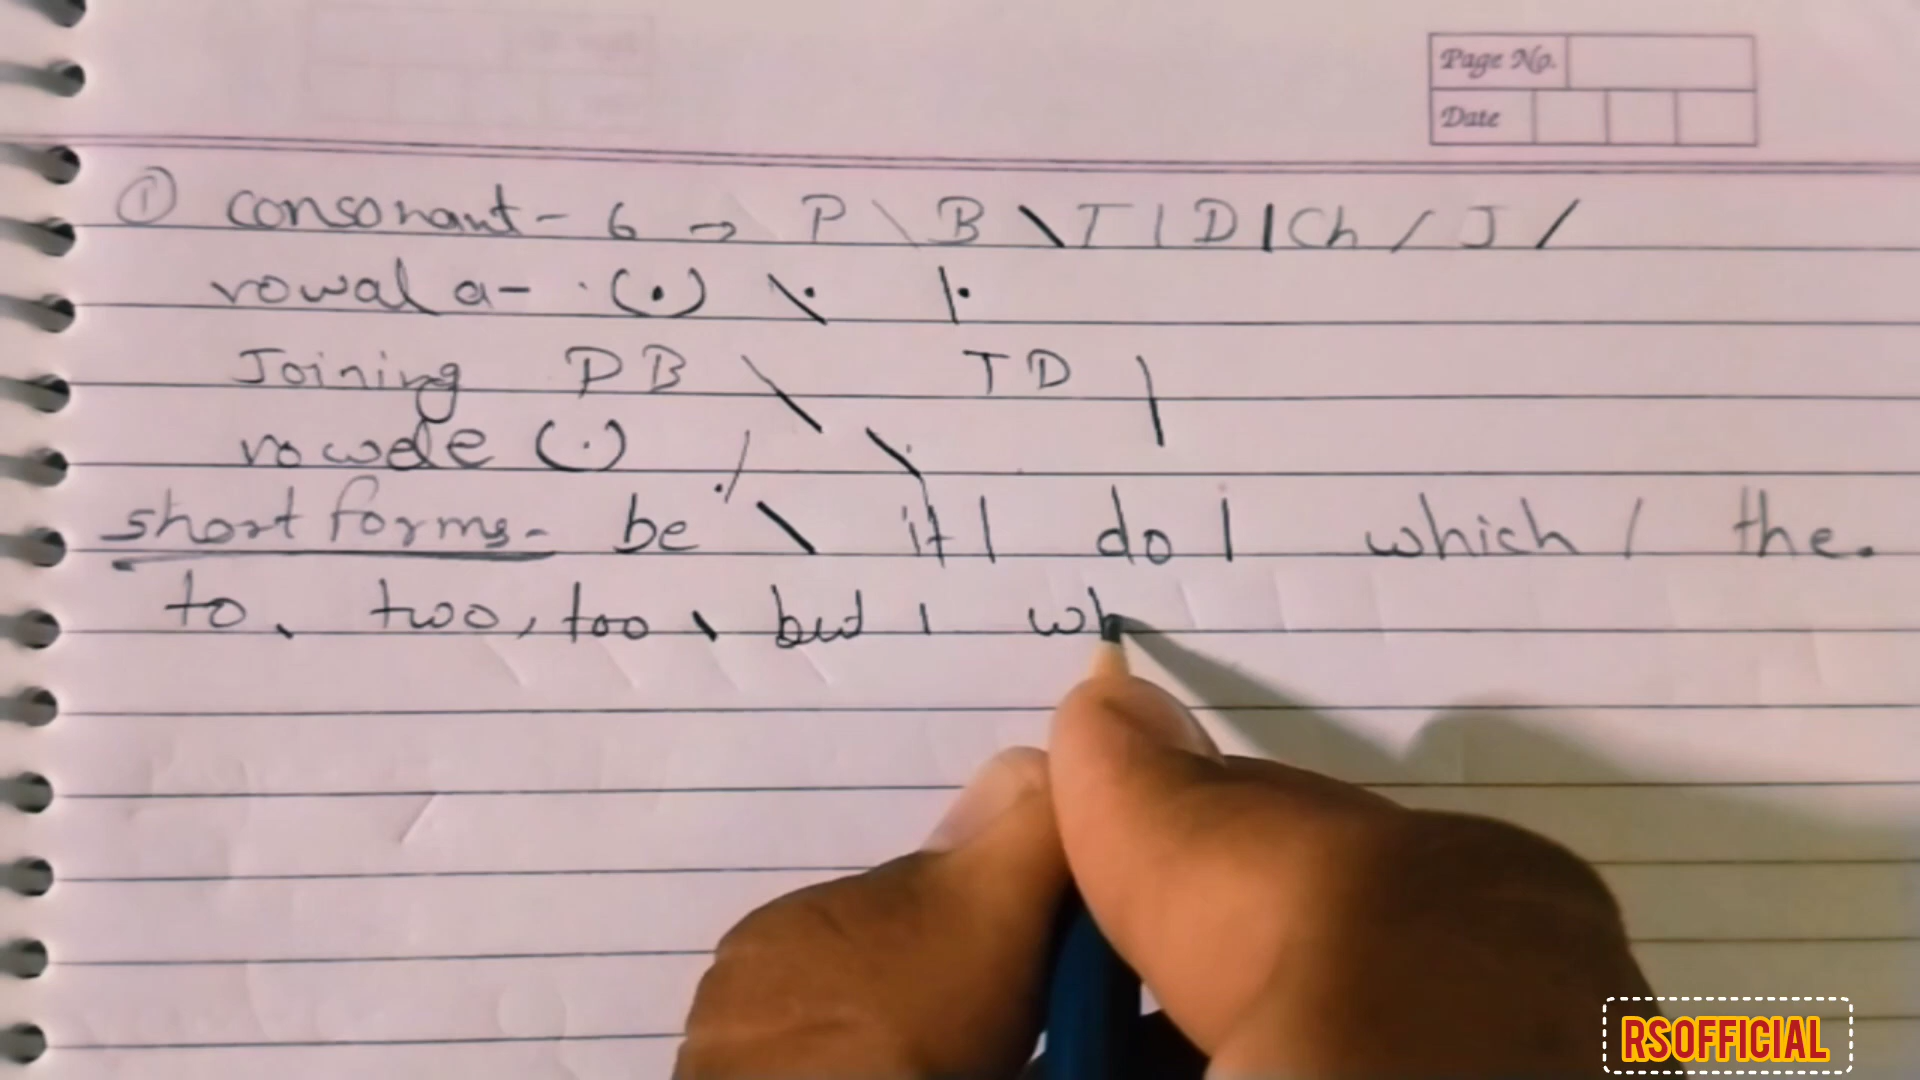 Page No.
Date
① consonant - 6 → P \ B \ T | D | Ch / J /
vowal a - · (•) \· |·
Joining PB \ TD |
vowele (·) ./ \·
short forms - be \ it | do | which / the .
to \ two, too \ but | wh
RSOFFICIAL